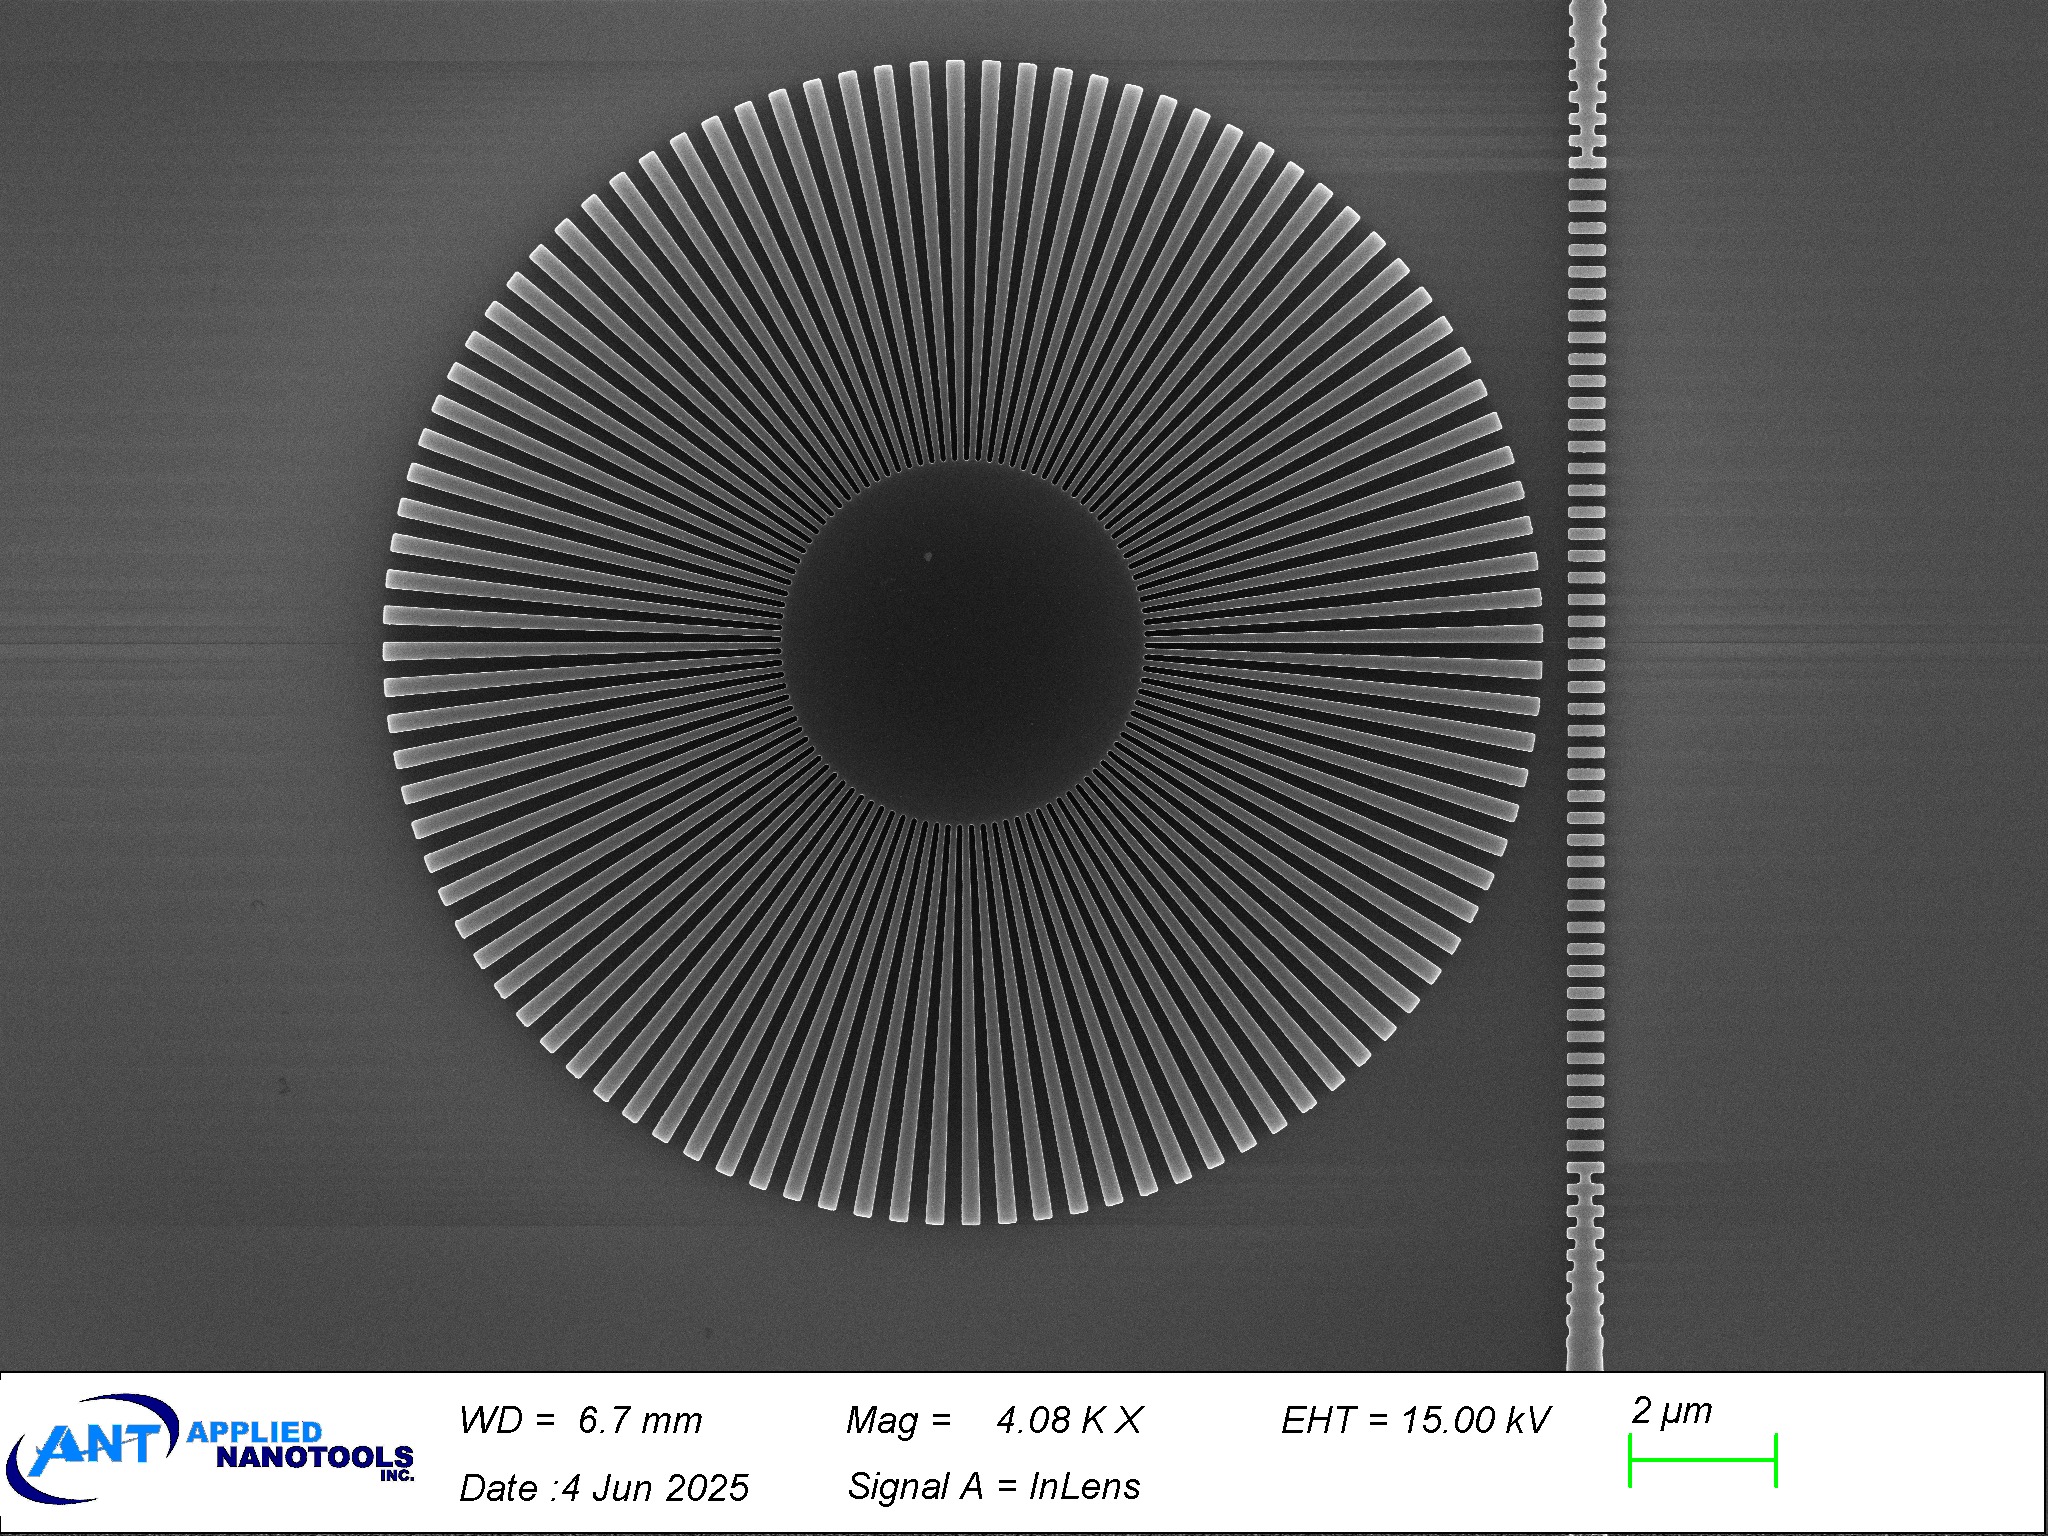 ANT APPLIED NANOTOOLS INC.
WD = 6.7 mm Mag = 4.08 K X EHT = 15.00 kV 2 µm
Date :4 Jun 2025 Signal A = InLens